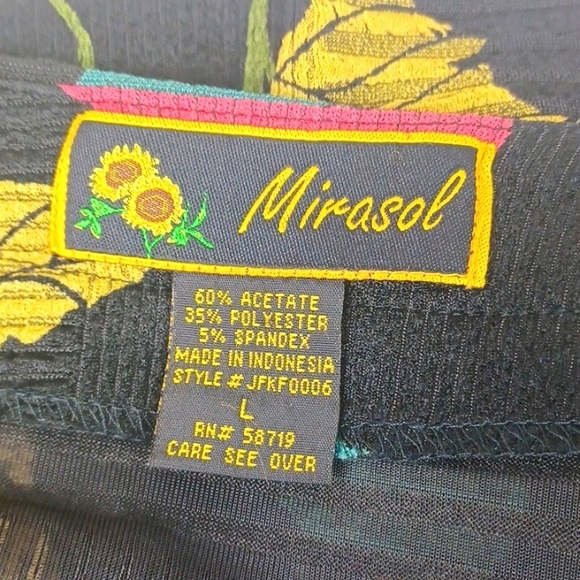 Mirasol
60% ACETATE
35% POLYESTER
5% SPANDEX
MADE IN INDONESIA
STYLE # JFKF0006
L
RN# 58719
CARE SEE OVER